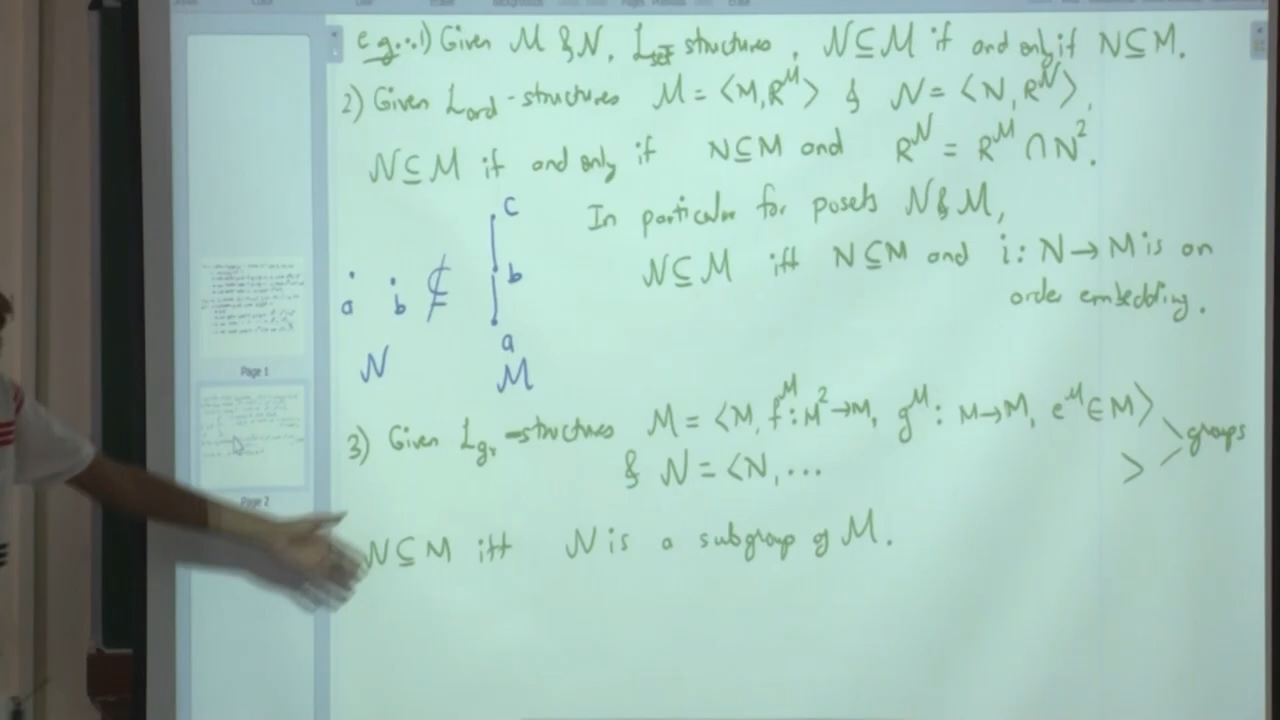 e.g.: 1) Given M & N, L_set structures, N ⊆ M if and only if N ⊆ M.
2) Given L_ord - structures M = ⟨M, R^M⟩ & N = ⟨N, R^N⟩,
N ⊆ M if and only if N ⊆ M and R^N = R^M ∩ N².
In particular for posets N & M,
N ⊆ M iff N ⊆ M and i : N → M is an
order embedding.
a b ⊈ c b a
N M
3) Given L_gr - structures M = ⟨M, f^M : M² → M, g^M : M → M, e^M ∈ M⟩
& N = ⟨N, ... ⟩ groups
N ⊆ M iff N is a subgroup of M.
Page 1
Page 2